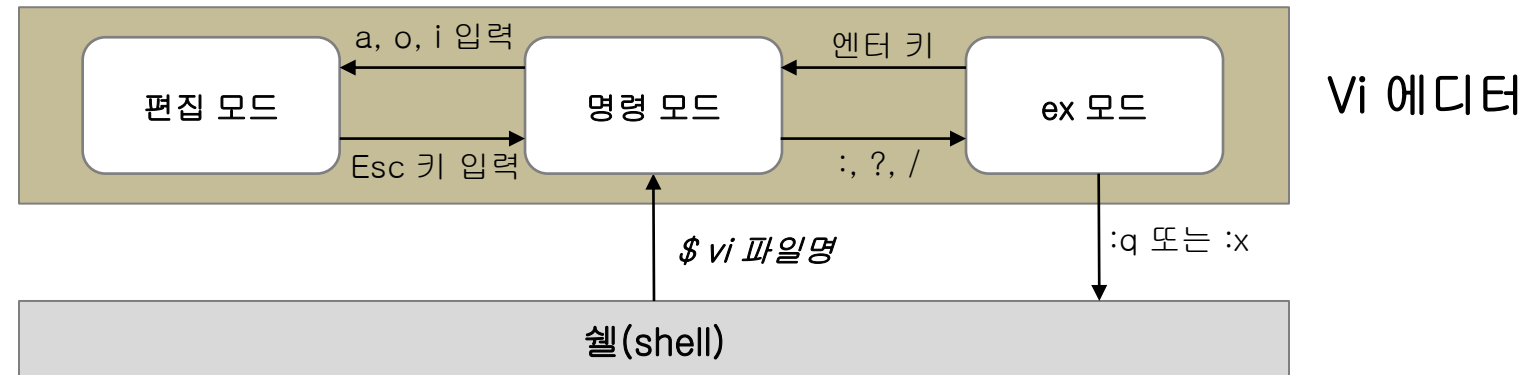 a, o, i 입력
엔터 키
편집 모드
명령 모드
ex 모드
Vi 에디터
Esc 키 입력
:, ?, /
$ vi 파일명
:q 또는 :x
쉘(shell)